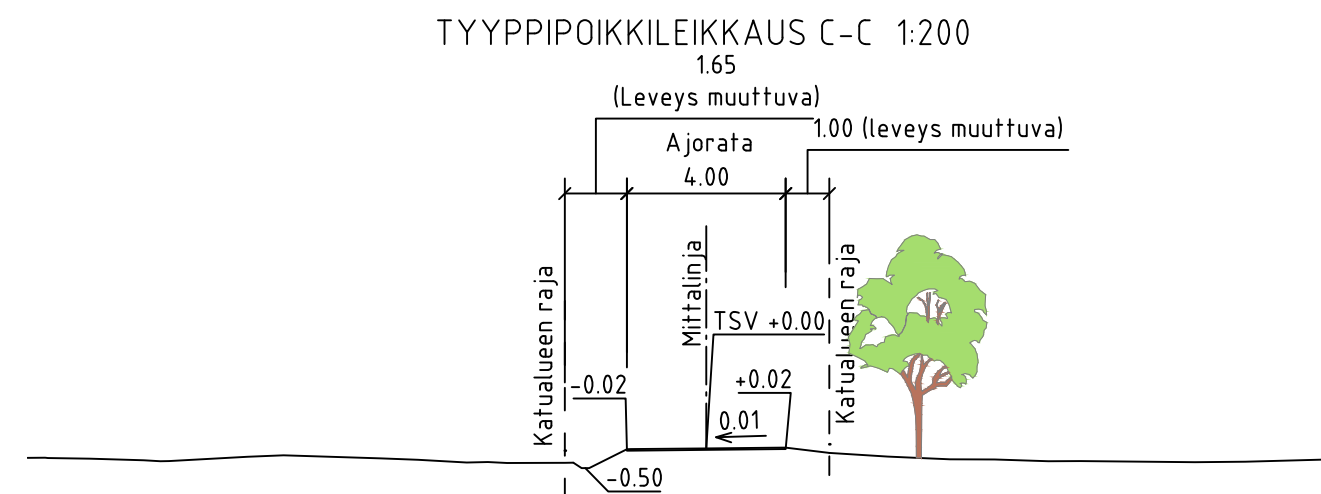 TYYPPIPOIKKILEIKKAUS C-C 1:200
1.65
(Leveys muuttuva)
1.00 (leveys muuttuva)
Ajorata
4.00
Katualueen raja
Mittalinja
Katualueen raja
TSV +0.00
-0.02
+0.02
0.01
-0.50